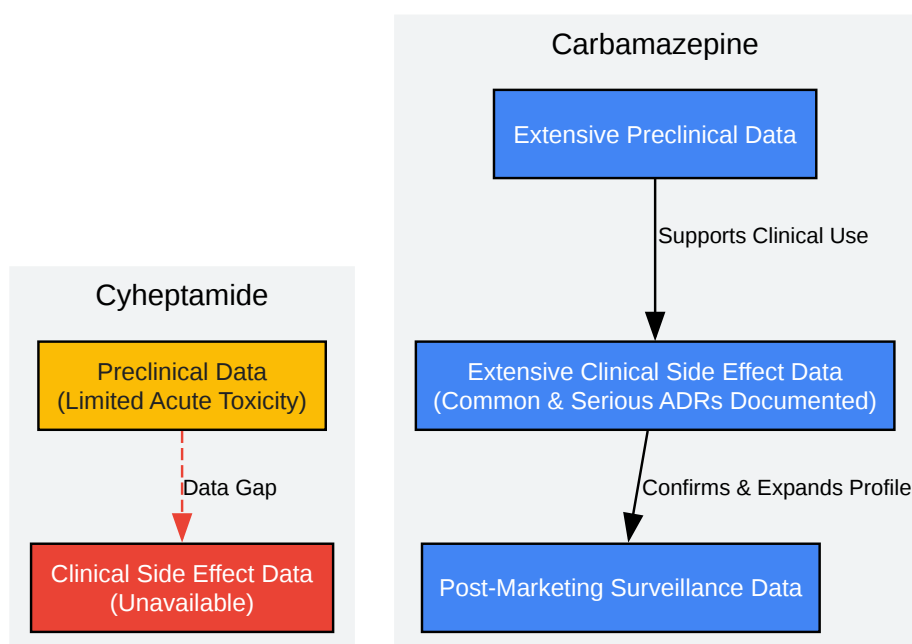 Cyheptamide
Preclinical Data
(Limited Acute Toxicity)
Data Gap
Clinical Side Effect Data
(Unavailable)
Carbamazepine
Extensive Preclinical Data
Supports Clinical Use
Extensive Clinical Side Effect Data
(Common & Serious ADRs Documented)
Confirms & Expands Profile
Post-Marketing Surveillance Data